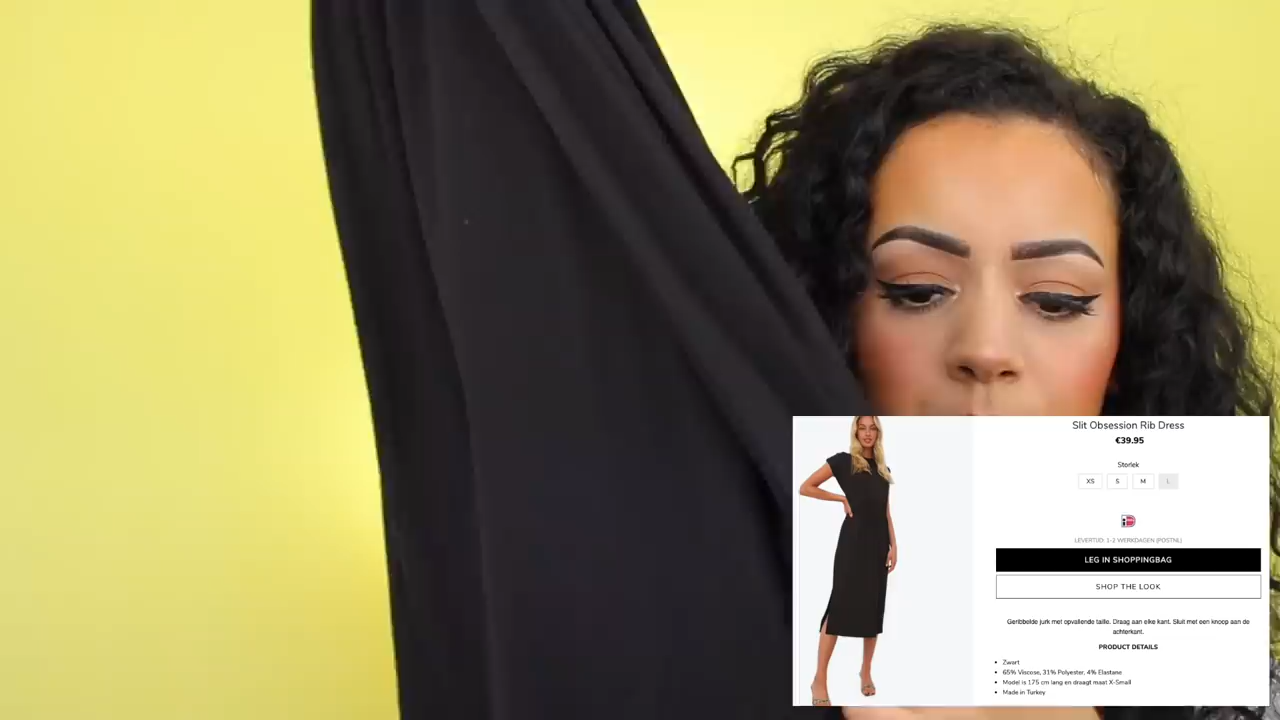 Slit Obsession Rib Dress
€39.95
Storlek
XS S M L
LEVERTIJD: 1-2 WERKDAGEN (POSTNL)
LEG IN SHOPPINGBAG
SHOP THE LOOK
Geribbelde jurk met opvallende taille. Draag aan elke kant. Sluit met een knoop aan de
achterkant.
PRODUCT DETAILS
Zwart
65% Viscose, 31% Polyester, 4% Elastane
Model is 175 cm lang en draagt maat X-Small
Made in Turkey